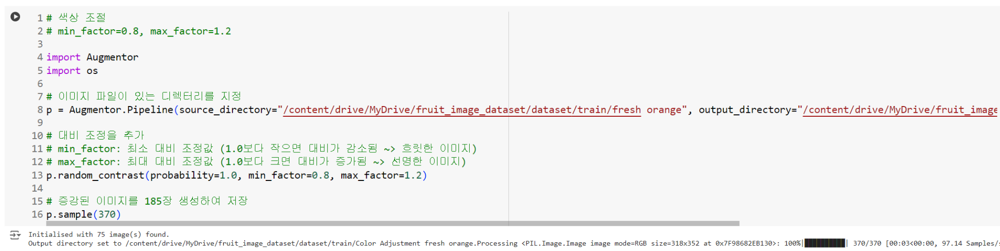 1 # 색상 조절
2 # min_factor=0.8, max_factor=1.2
3
4 import Augmentor
5 import os
6
7 # 이미지 파일이 있는 디렉터리를 지정
8 p = Augmentor.Pipeline(source_directory="/content/drive/MyDrive/fruit_image_dataset/dataset/train/fresh orange", output_directory="/content/drive/MyDrive/fruit_image
9
10 # 대비 조정을 추가
11 # min_factor: 최소 대비 조정값 (1.0보다 작으면 대비가 감소됨 ~> 흐릿한 이미지)
12 # max_factor: 최대 대비 조정값 (1.0보다 크면 대비가 증가됨 ~> 선명한 이미지)
13 p.random_contrast(probability=1.0, min_factor=0.8, max_factor=1.2)
14
15 # 증강된 이미지를 185장 생성하여 저장
16 p.sample(370)
Initialised with 75 image(s) found.
Output directory set to /content/drive/MyDrive/fruit_image_dataset/dataset/train/Color Adjustment fresh orange.Processing <PIL.Image.Image image mode=RGB size=318x352 at 0x7F98682EB130>: 100%|██████████| 370/370 [00:03<00:00, 97.14 Samples/